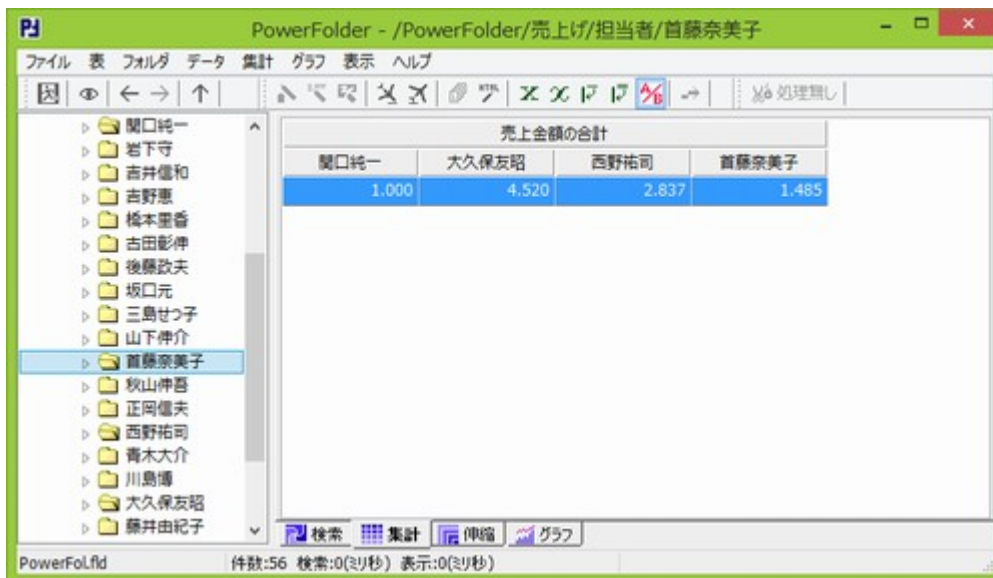 PowerFolder - /PowerFolder/売上げ/担当者/首藤奈美子
ファイル 表 フォルダ データ 集計 グラフ 表示 ヘルプ
処理無し
関口純一
岩下守
吉井信和
吉野恵
橋本里香
古田彰伸
後藤政夫
坂口元
三島せつ子
山下伸介
首藤奈美子
秋山伸吾
正岡信夫
西野祐司
青木大介
川島博
大久保友昭
藤井由紀子
売上金額の合計
関口純一 大久保友昭 西野祐司 首藤奈美子
1.000 4.520 2.837 1.485
検索 集計 伸縮 グラフ
PowerFol.fld 件数:56 検索:0(ミリ秒) 表示:0(ミリ秒)